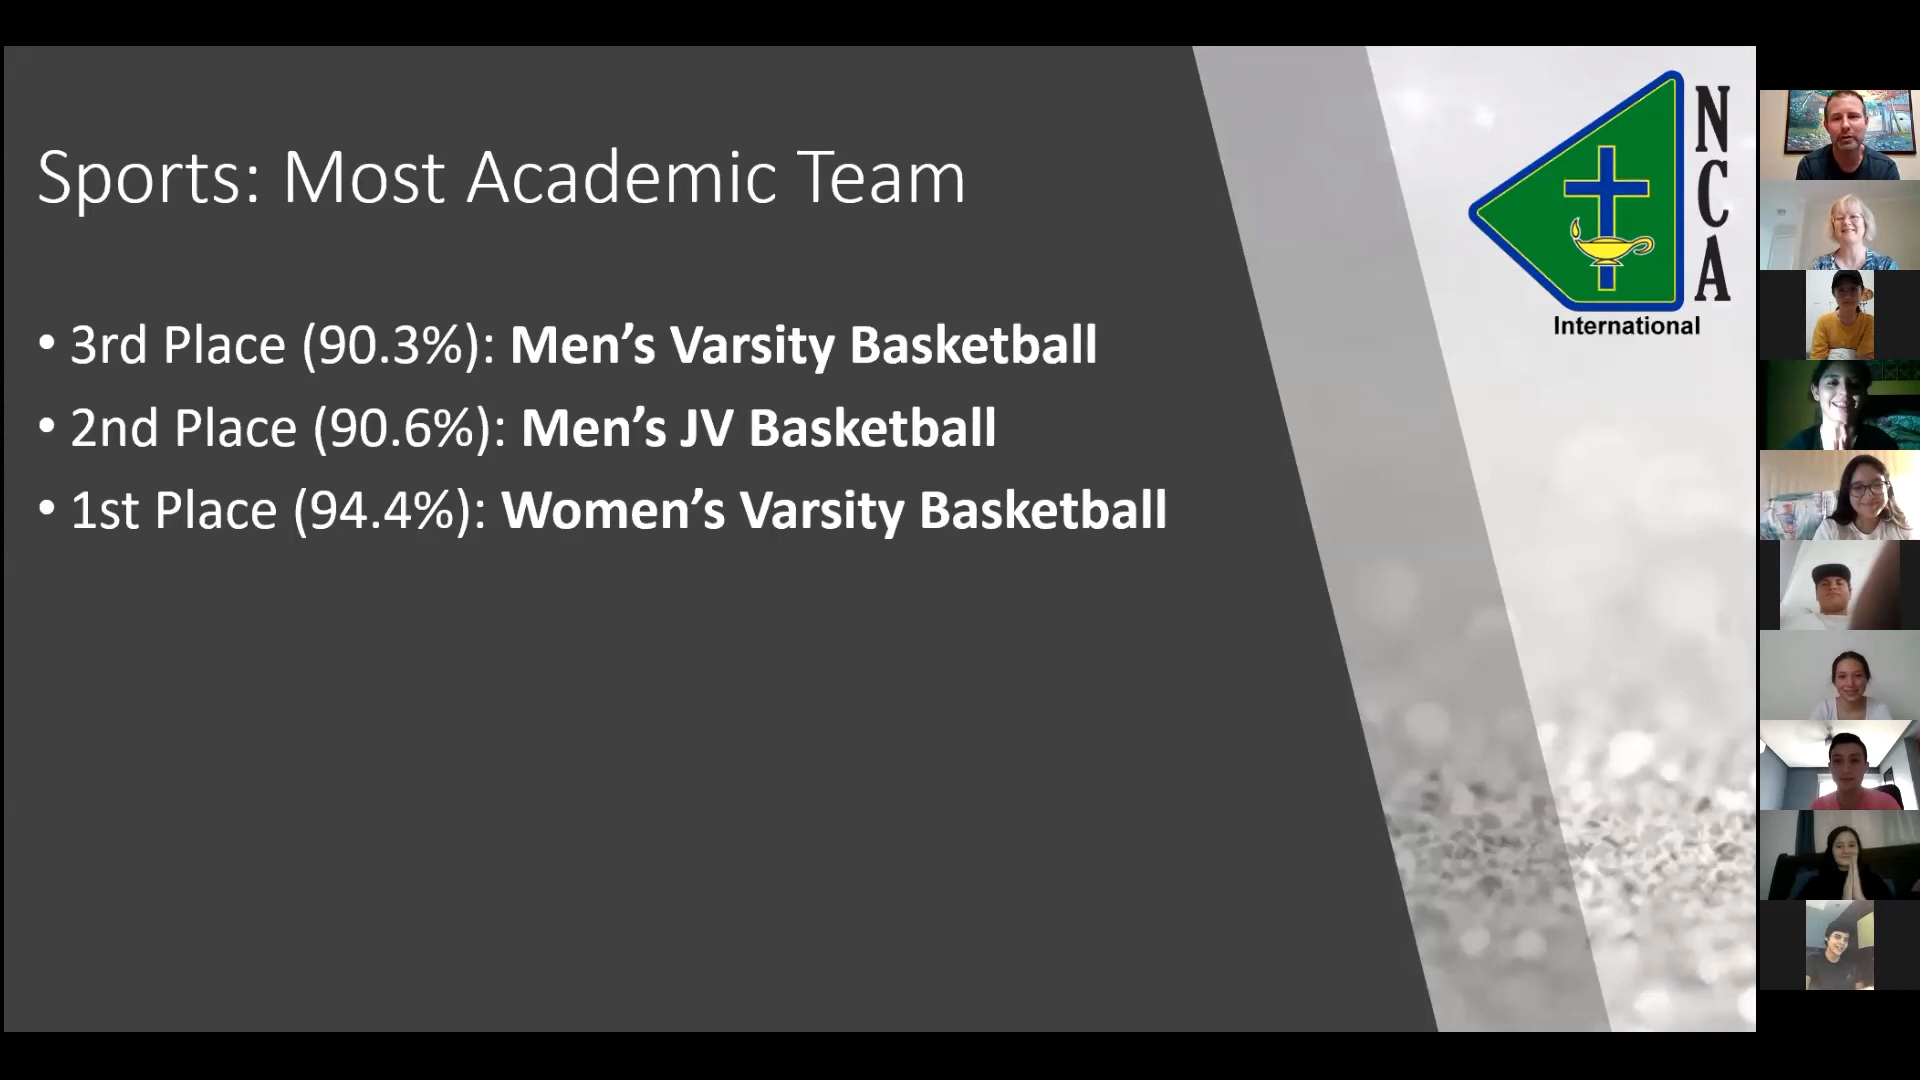 Sports: Most Academic Team
• 3rd Place (90.3%): Men’s Varsity Basketball
• 2nd Place (90.6%): Men’s JV Basketball
• 1st Place (94.4%): Women’s Varsity Basketball
NCA
International